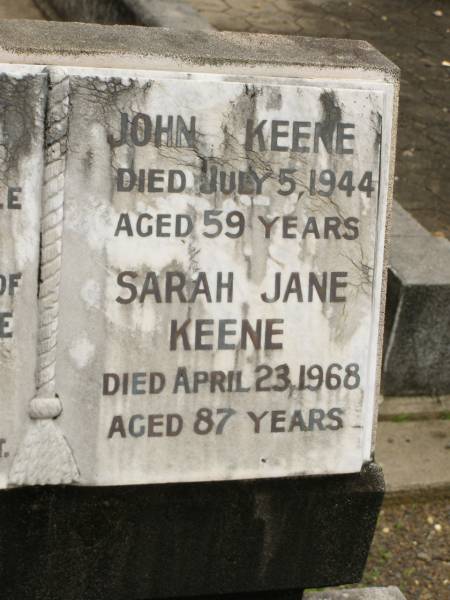 JOHN KEENE
DIED JULY 5, 1944
AGED 59 YEARS
SARAH JANE
KEENE
DIED APRIL 23, 1968
AGED 87 YEARS